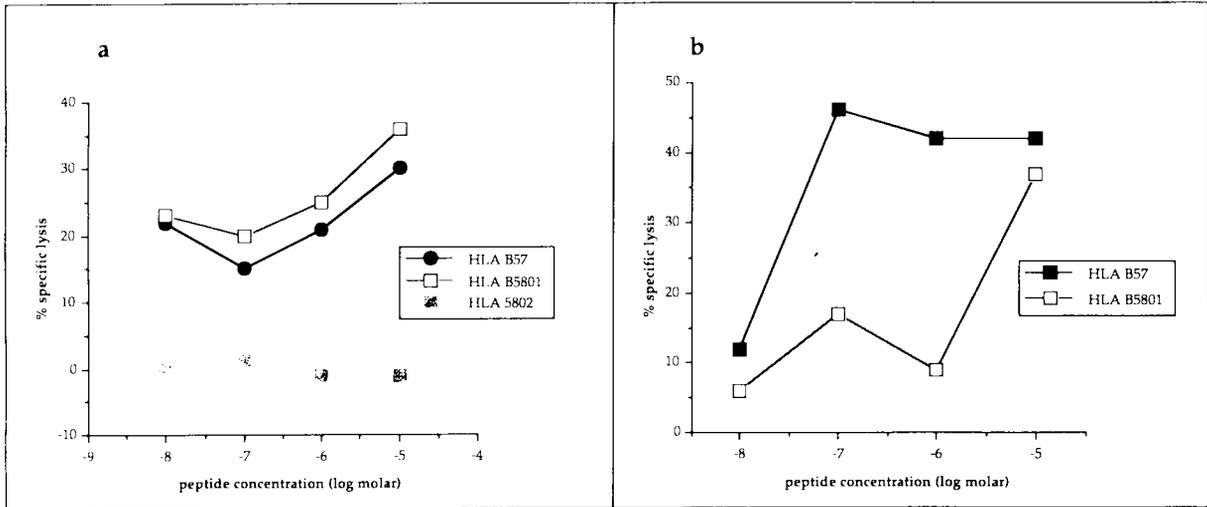 a
40
30
20
10
0
-10
-9
-8
-7
-6
-5
-4
% specific lysis
peptide concentration (log molar)
HLA B57
HLA B5801
HLA 5802
b
50
40
30
20
10
0
-8
-7
-6
-5
% specific lysis
peptide concentration (log molar)
HLA B57
HLA B5801